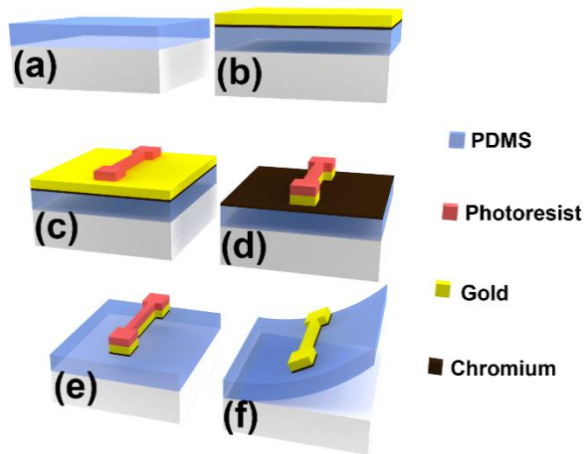 (a)
(b)
(c)
(d)
(e)
(f)
PDMS
Photoresist
Gold
Chromium